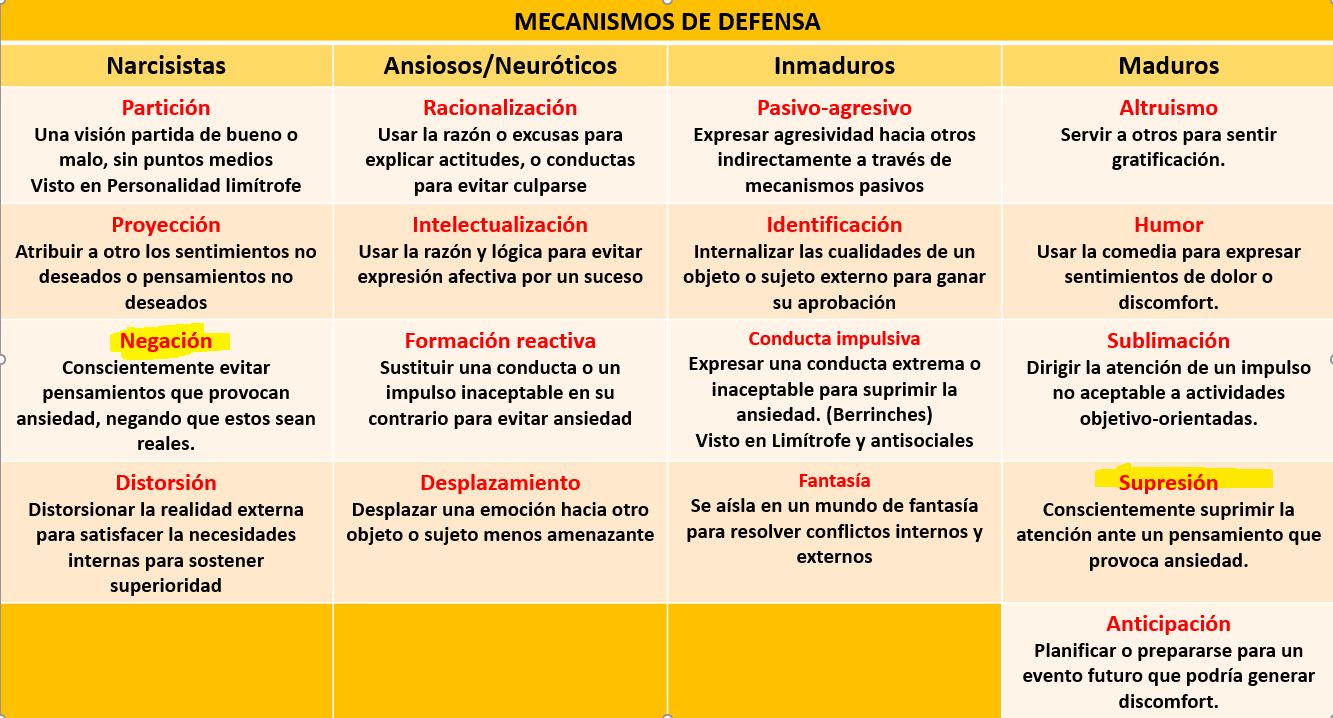 MECANISMOS DE DEFENSA
Narcisistas
Ansiosos/Neuróticos
Inmaduros
Maduros
Partición
Una visión partida de bueno o
malo, sin puntos medios
Visto en Personalidad limítrofe
Racionalización
Usar la razón o excusas para
explicar actitudes, o conductas
para evitar culparse
Pasivo-agresivo
Expresar agresividad hacia otros
indirectamente a través de
mecanismos pasivos
Altruismo
Servir a otros para sentir
gratificación.
Proyección
Atribuir a otro los sentimientos no
deseados o pensamientos no
deseados
Intelectualización
Usar la razón y lógica para evitar
expresión afectiva por un suceso
Identificación
Internalizar las cualidades de un
objeto o sujeto externo para ganar
su aprobación
Humor
Usar la comedia para expresar
sentimientos de dolor o
discomfort.
Negación
Conscientemente evitar
pensamientos que provocan
ansiedad, negando que estos sean
reales.
Formación reactiva
Sustituir una conducta o un
impulso inaceptable en su
contrario para evitar ansiedad
Conducta impulsiva
Expresar una conducta extrema o
inaceptable para suprimir la
ansiedad. (Berrinches)
Visto en Limítrofe y antisociales
Sublimación
Dirigir la atención de un impulso
no aceptable a actividades
objetivo-orientadas.
Distorsión
Distorsionar la realidad externa
para satisfacer la necesidades
internas para sostener
superioridad
Desplazamiento
Desplazar una emoción hacia otro
objeto o sujeto menos amenazante
Fantasía
Se aísla en un mundo de fantasía
para resolver conflictos internos y
externos
Supresión
Conscientemente suprimir la
atención ante un pensamiento que
provoca ansiedad.
Anticipación
Planificar o prepararse para un
evento futuro que podría generar
discomfort.